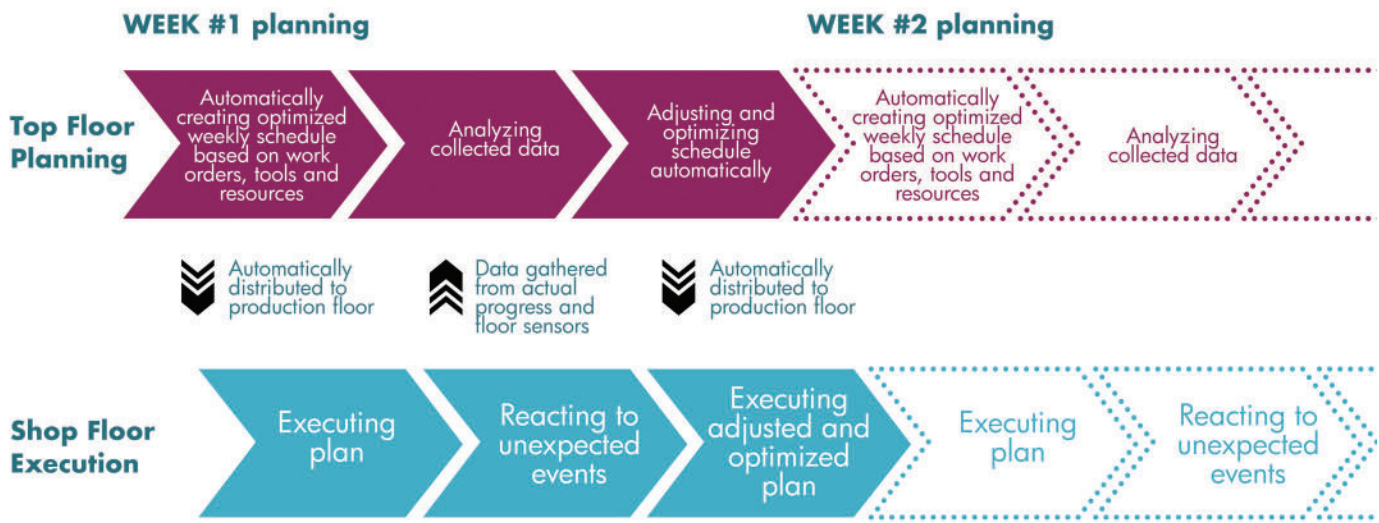 WEEK #1 planning
WEEK #2 planning
Top Floor
Planning
Automatically
creating optimized
weekly schedule
based on work
orders, tools and
resources
Analyzing
collected data
Adjusting and
optimizing
schedule
automatically
Automatically
creating optimized
weekly schedule
based on work
orders, tools and
resources
Analyzing
collected data
Automatically
distributed to
production floor
Data gathered
from actual
progress and
floor sensors
Automatically
distributed to
production floor
Shop Floor
Execution
Executing
plan
Reacting to
unexpected
events
Executing
adjusted and
optimized
plan
Executing
plan
Reacting to
unexpected
events